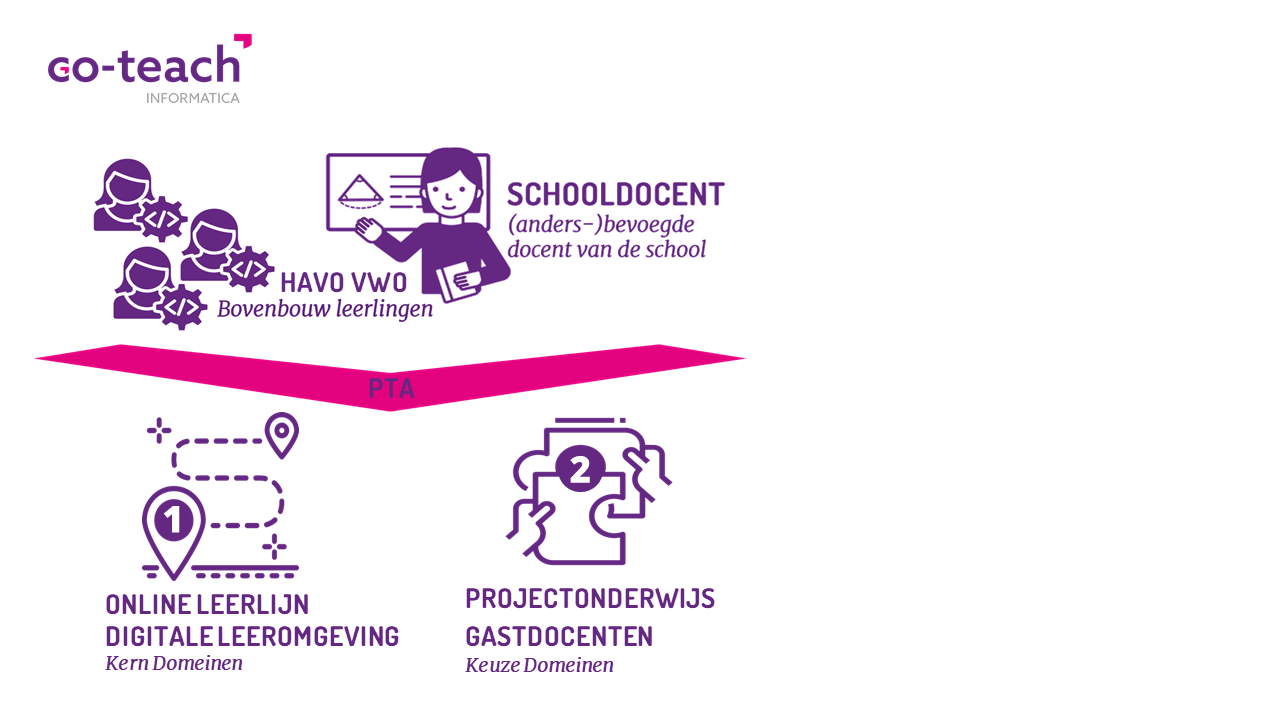 Go-teach
INFORMATICA
SCHOOLDOCENT
(anders-)bevoegde
docent van de school
</>
</>
</>
HAVO VWO
Bovenbouw leerlingen
PTA
1
2
ONLINE LEERLIJN
DIGITALE LEEROMGEVING
Kern Domeinen
PROJECTONDERWIJS
GASTDOCENTEN
Keuze Domeinen